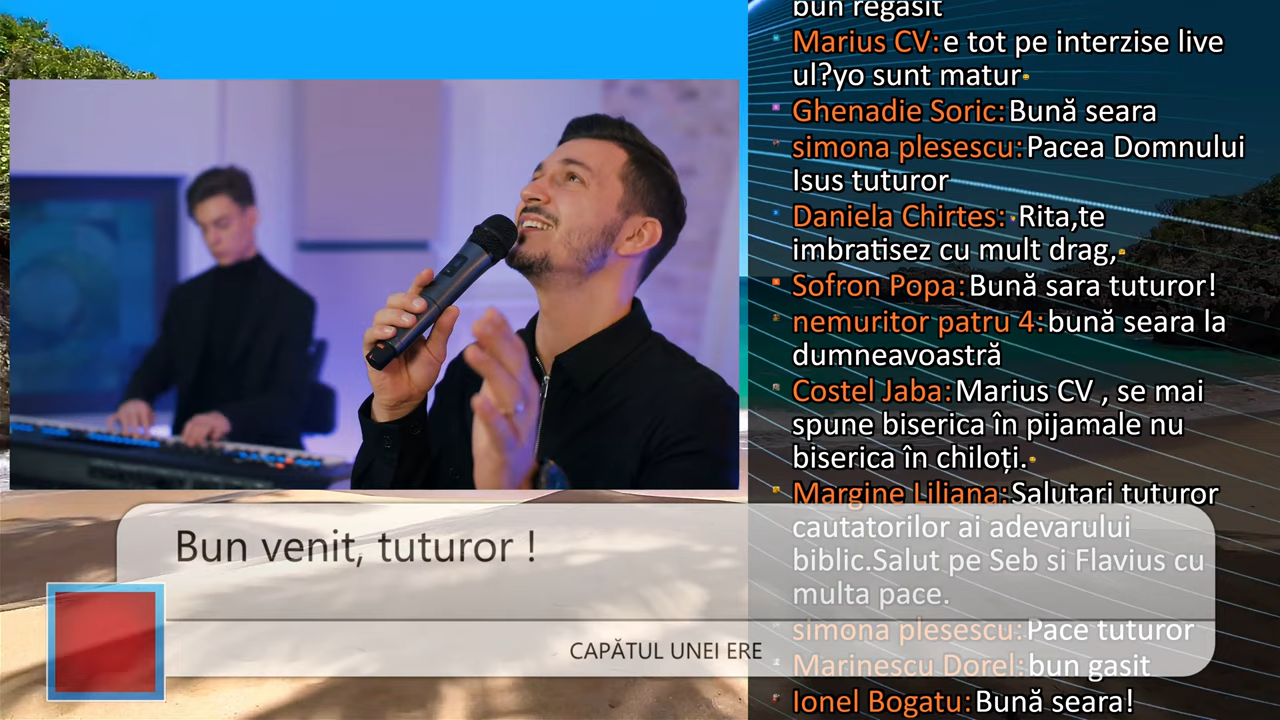 bun regasit
Marius CV:e tot pe interzise live
ul?yo sunt matur
Ghenadie Soric:Bună seara
simona plesescu:Pacea Domnului
Isus tuturor
Daniela Chirtes: Rita,te
imbratisez cu mult drag,
Sofron Popa:Bună sara tuturor!
nemuritor patru 4:bună seara la
dumneavoastră
Costel Jaba:Marius CV , se mai
spune biserica în pijamale nu
biserica în chiloți.
Margine Liliana:Salutari tuturor
cautatorilor ai adevarului
biblic.Salut pe Seb si Flavius cu
multa pace.
simona plesescu:Pace tuturor
Marinescu Dorel:bun gasit
Ionel Bogatu:Bună seara!
Bun venit, tuturor !
CAPĂTUL UNEI ERE